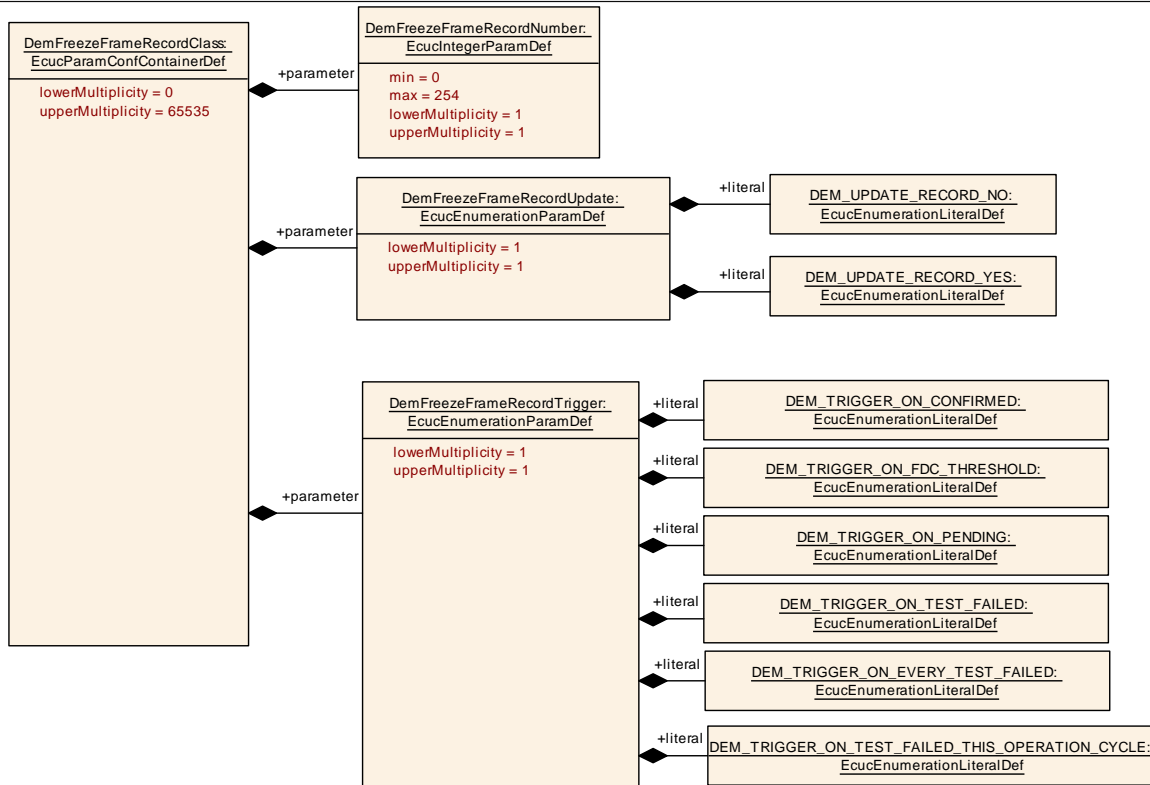 DemFreezeFrameRecordClass:
EcucParamConfContainerDef
lowerMultiplicity = 0
upperMultiplicity = 65535
+parameter
DemFreezeFrameRecordNumber:
EcucIntegerParamDef
min = 0
max = 254
lowerMultiplicity = 1
upperMultiplicity = 1
+parameter
DemFreezeFrameRecordUpdate:
EcucEnumerationParamDef
lowerMultiplicity = 1
upperMultiplicity = 1
+literal
DEM_UPDATE_RECORD_NO:
EcucEnumerationLiteralDef
+literal
DEM_UPDATE_RECORD_YES:
EcucEnumerationLiteralDef
+parameter
DemFreezeFrameRecordTrigger:
EcucEnumerationParamDef
lowerMultiplicity = 1
upperMultiplicity = 1
+literal
DEM_TRIGGER_ON_CONFIRMED:
EcucEnumerationLiteralDef
+literal
DEM_TRIGGER_ON_FDC_THRESHOLD:
EcucEnumerationLiteralDef
+literal
DEM_TRIGGER_ON_PENDING:
EcucEnumerationLiteralDef
+literal
DEM_TRIGGER_ON_TEST_FAILED:
EcucEnumerationLiteralDef
+literal
DEM_TRIGGER_ON_EVERY_TEST_FAILED:
EcucEnumerationLiteralDef
+literal
DEM_TRIGGER_ON_TEST_FAILED_THIS_OPERATION_CYCLE:
EcucEnumerationLiteralDef